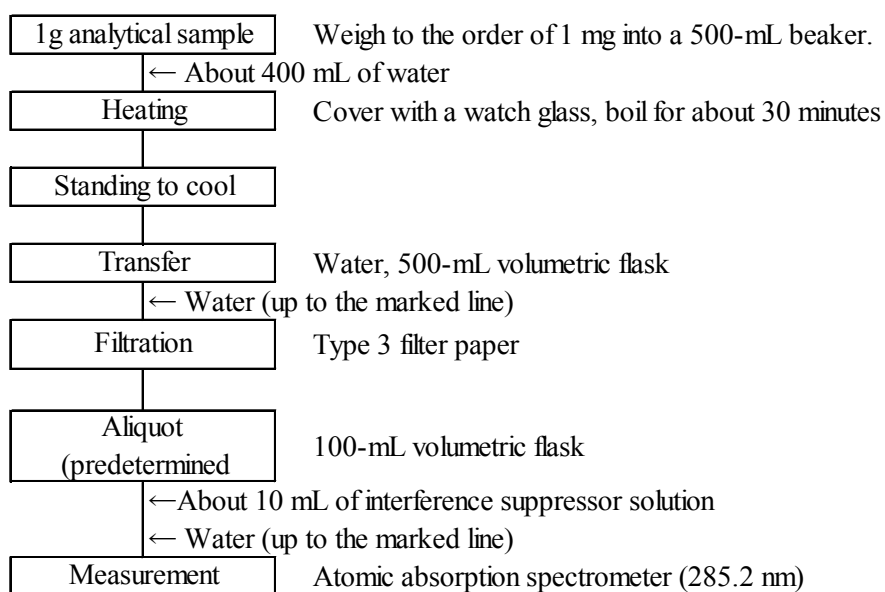 1g analytical sample Weigh to the order of 1 mg into a 500-mL beaker.
← About 400 mL of water
Heating Cover with a watch glass, boil for about 30 minutes
Standing to cool
Transfer Water, 500-mL volumetric flask
← Water (up to the marked line)
Filtration Type 3 filter paper
Aliquot
(predetermined
100-mL volumetric flask
←About 10 mL of interference suppressor solution
← Water (up to the marked line)
Measurement Atomic absorption spectrometer (285.2 nm)